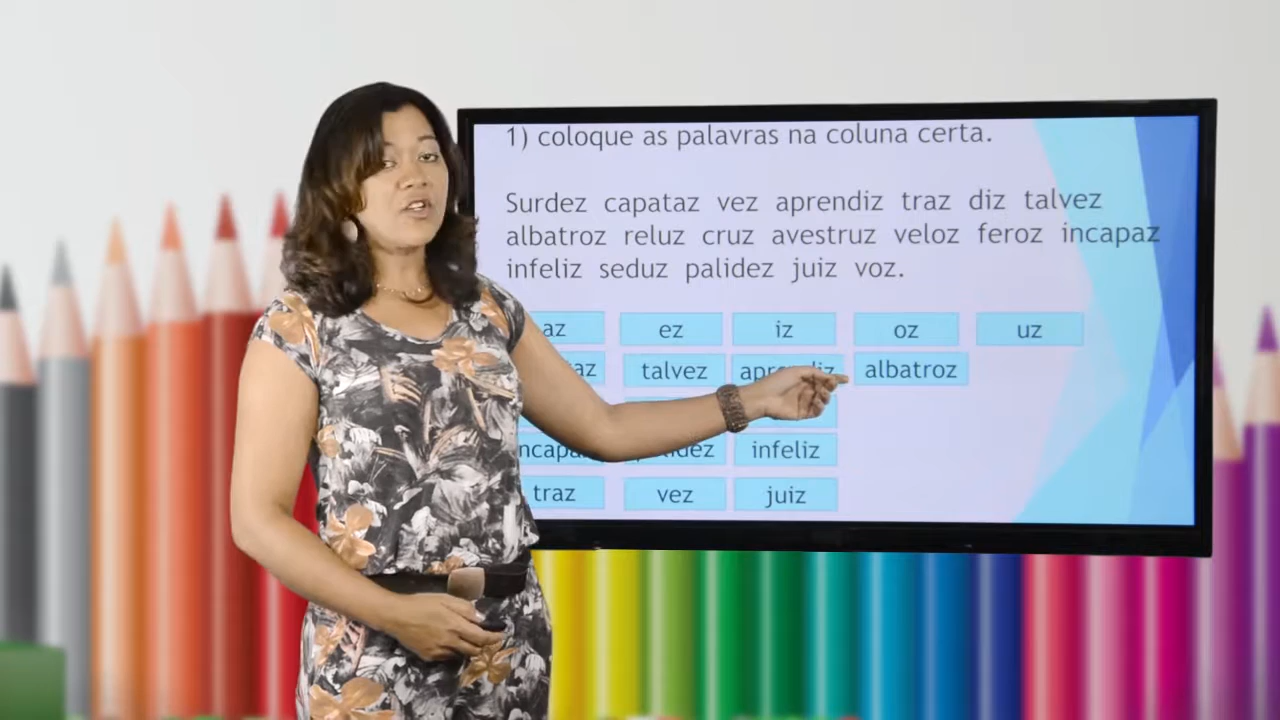 1) coloque as palavras na coluna certa.
Surdez capataz vez aprendiz traz diz talvez
albatroz reluz cruz avestruz veloz feroz incapaz
infeliz seduz palidez juiz voz.
az ez iz oz uz
talvez albatroz
infeliz
traz vez juiz